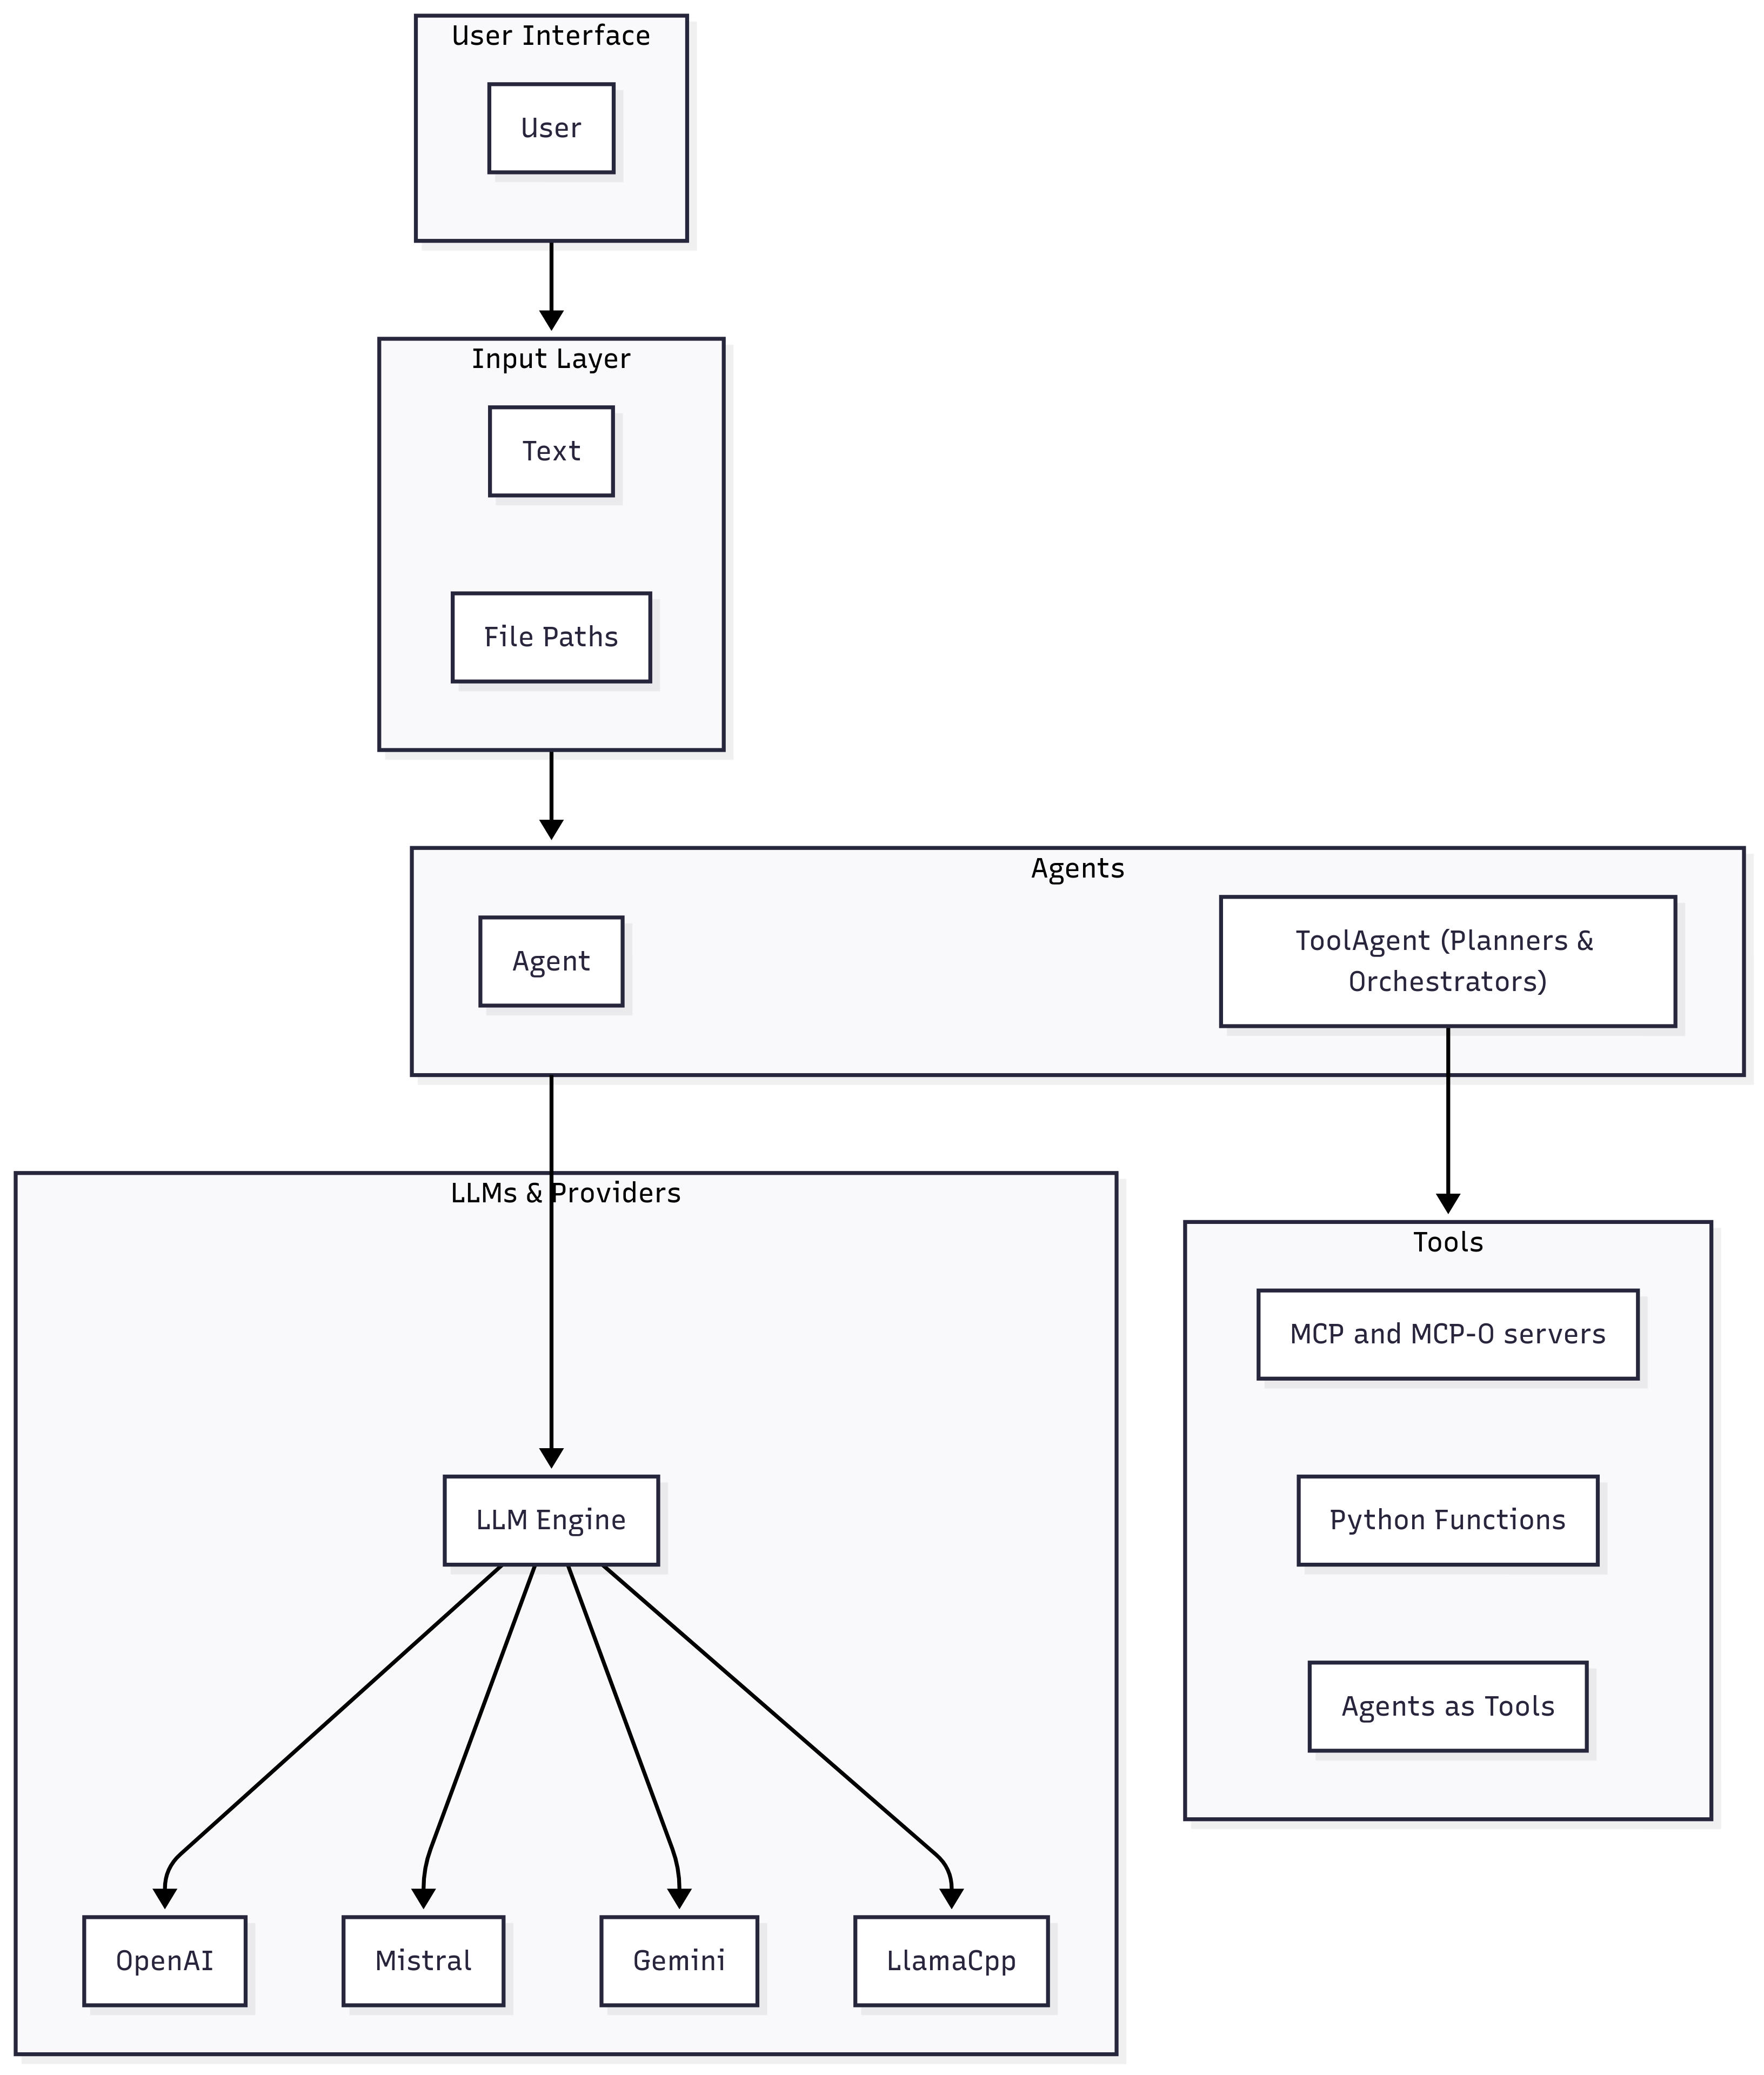 User Interface
User
Input Layer
Text
File Paths
Agents
Agent
ToolAgent (Planners &
Orchestrators)
LLMs & Providers
Tools
MCP and MCP-O servers
LLM Engine
Python Functions
Agents as Tools
OpenAI
Mistral
Gemini
LlamaCpp